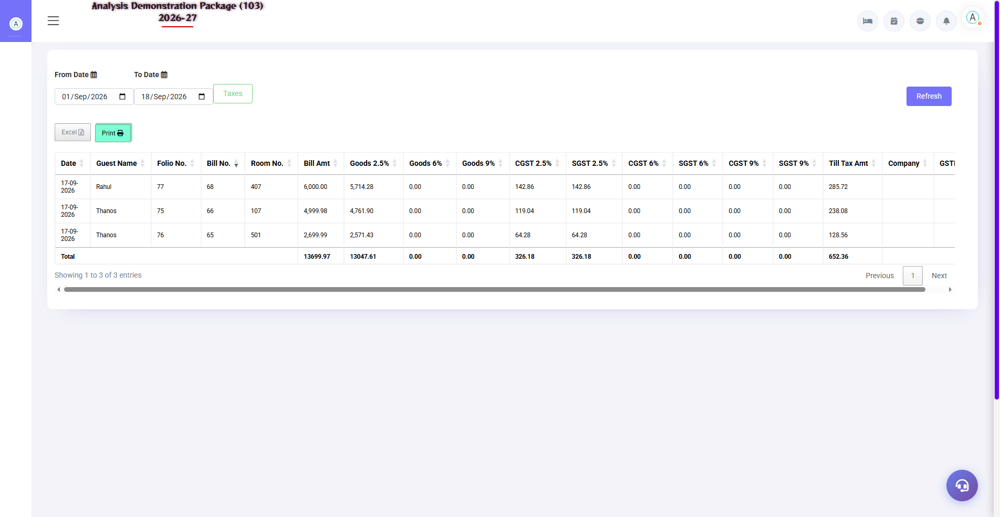 A
Analysis Demonstration Package (103)
2026-27
A
From Date To Date
01/Sep/2026 18/Sep/2026 Taxes Refresh
Excel Print
Date Guest Name Folio No. Bill No. Room No. Bill Amt Goods 2.5% Goods 6% Goods 9% CGST 2.5% SGST 2.5% CGST 6% SGST 6% CGST 9% SGST 9% Till Tax Amt Company GSTI
17-09-2026 Rahul 77 68 407 6,000.00 5,714.28 0.00 0.00 142.86 142.86 0.00 0.00 0.00 0.00 285.72
17-09-2026 Thanos 75 66 107 4,999.98 4,761.90 0.00 0.00 119.04 119.04 0.00 0.00 0.00 0.00 238.08
17-09-2026 Thanos 76 65 501 2,699.99 2,571.43 0.00 0.00 64.28 64.28 0.00 0.00 0.00 0.00 128.56
Total 13699.97 13047.61 0.00 0.00 326.18 326.18 0.00 0.00 0.00 0.00 652.36
Showing 1 to 3 of 3 entries Previous 1 Next